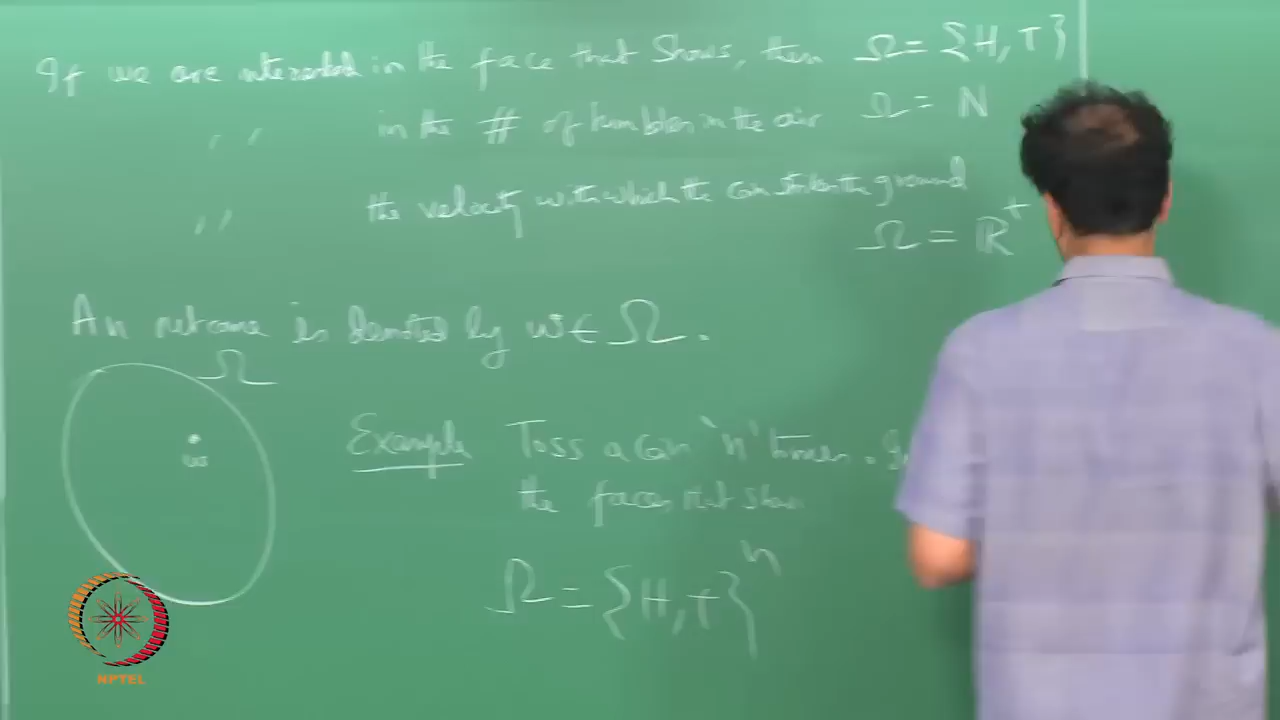 If we are interested in the face that shows, then Ω = {H, T}
〃 in the # of tumbles in the air Ω = ℕ
〃 the velocity with which the coin strikes the ground
Ω = ℝ⁺
An outcome is denoted by ω ∈ Ω.
Ω
ω
Example Toss a coin 'n' times.
the faces that show
Ω = {H, T}ⁿ
NPTEL